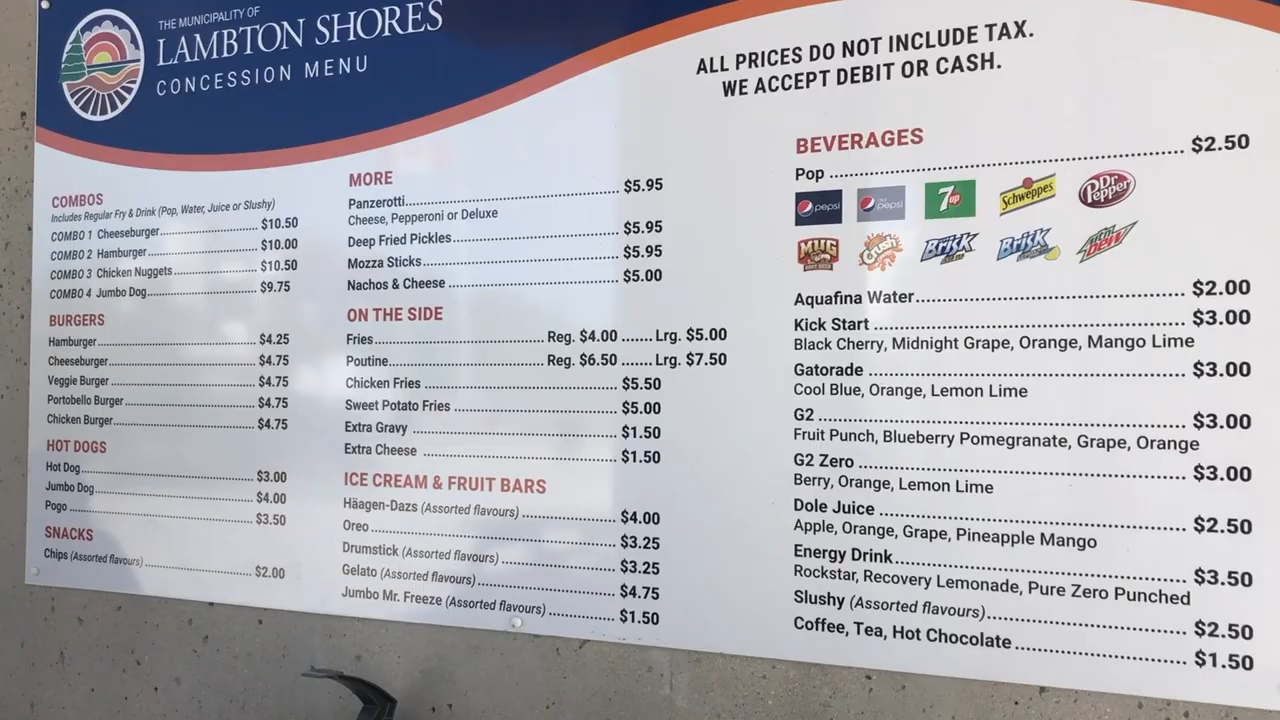 THE MUNICIPALITY OF
LAMBTON SHORES
CONCESSION MENU
ALL PRICES DO NOT INCLUDE TAX.
WE ACCEPT DEBIT OR CASH.
COMBOS
Includes Regular Fry & Drink (Pop, Water, Juice or Slushy)
COMBO 1 Cheeseburger $10.50
COMBO 2 Hamburger $10.00
COMBO 3 Chicken Nuggets $10.50
COMBO 4 Jumbo Dog $9.75
BURGERS
Hamburger $4.25
Cheeseburger $4.75
Veggie Burger $4.75
Portobello Burger $4.75
Chicken Burger $4.75
HOT DOGS
Hot Dog $3.00
Jumbo Dog $4.00
Pogo $3.50
SNACKS
Chips (Assorted flavours) $2.00
MORE
Panzerotti $5.95
Cheese, Pepperoni or Deluxe
Deep Fried Pickles $5.95
Mozza Sticks $5.95
Nachos & Cheese $5.00
ON THE SIDE
Fries Reg. $4.00 ....... Lrg. $5.00
Poutine Reg. $6.50 ....... Lrg. $7.50
Chicken Fries $5.50
Sweet Potato Fries $5.00
Extra Gravy $1.50
Extra Cheese $1.50
ICE CREAM & FRUIT BARS
Häagen-Dazs (Assorted flavours) $4.00
Oreo $3.25
Drumstick (Assorted flavours) $3.25
Gelato (Assorted flavours) $4.75
Jumbo Mr. Freeze (Assorted flavours) $1.50
BEVERAGES
Pop $2.50
pepsi diet pepsi 7up Schweppes Dr Pepper
MUG ROOT BEER Crush Brisk Brisk mtn dew
Aquafina Water $2.00
Kick Start $3.00
Black Cherry, Midnight Grape, Orange, Mango Lime
Gatorade $3.00
Cool Blue, Orange, Lemon Lime
G2 $3.00
Fruit Punch, Blueberry Pomegranate, Grape, Orange
G2 Zero $3.00
Berry, Orange, Lemon Lime
Dole Juice $2.50
Apple, Orange, Grape, Pineapple Mango
Energy Drink $3.50
Rockstar, Recovery Lemonade, Pure Zero Punched
Slushy (Assorted flavours) $2.50
Coffee, Tea, Hot Chocolate $1.50